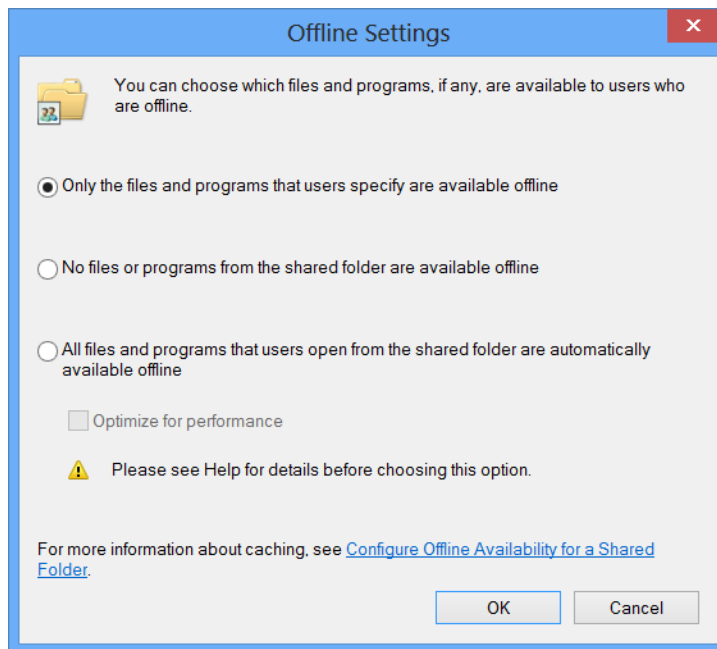 Offline Settings
You can choose which files and programs, if any, are available to users who
are offline.
Only the files and programs that users specify are available offline
No files or programs from the shared folder are available offline
All files and programs that users open from the shared folder are automatically
available offline
Optimize for performance
Please see Help for details before choosing this option.
For more information about caching, see Configure Offline Availability for a Shared
Folder.
OK Cancel